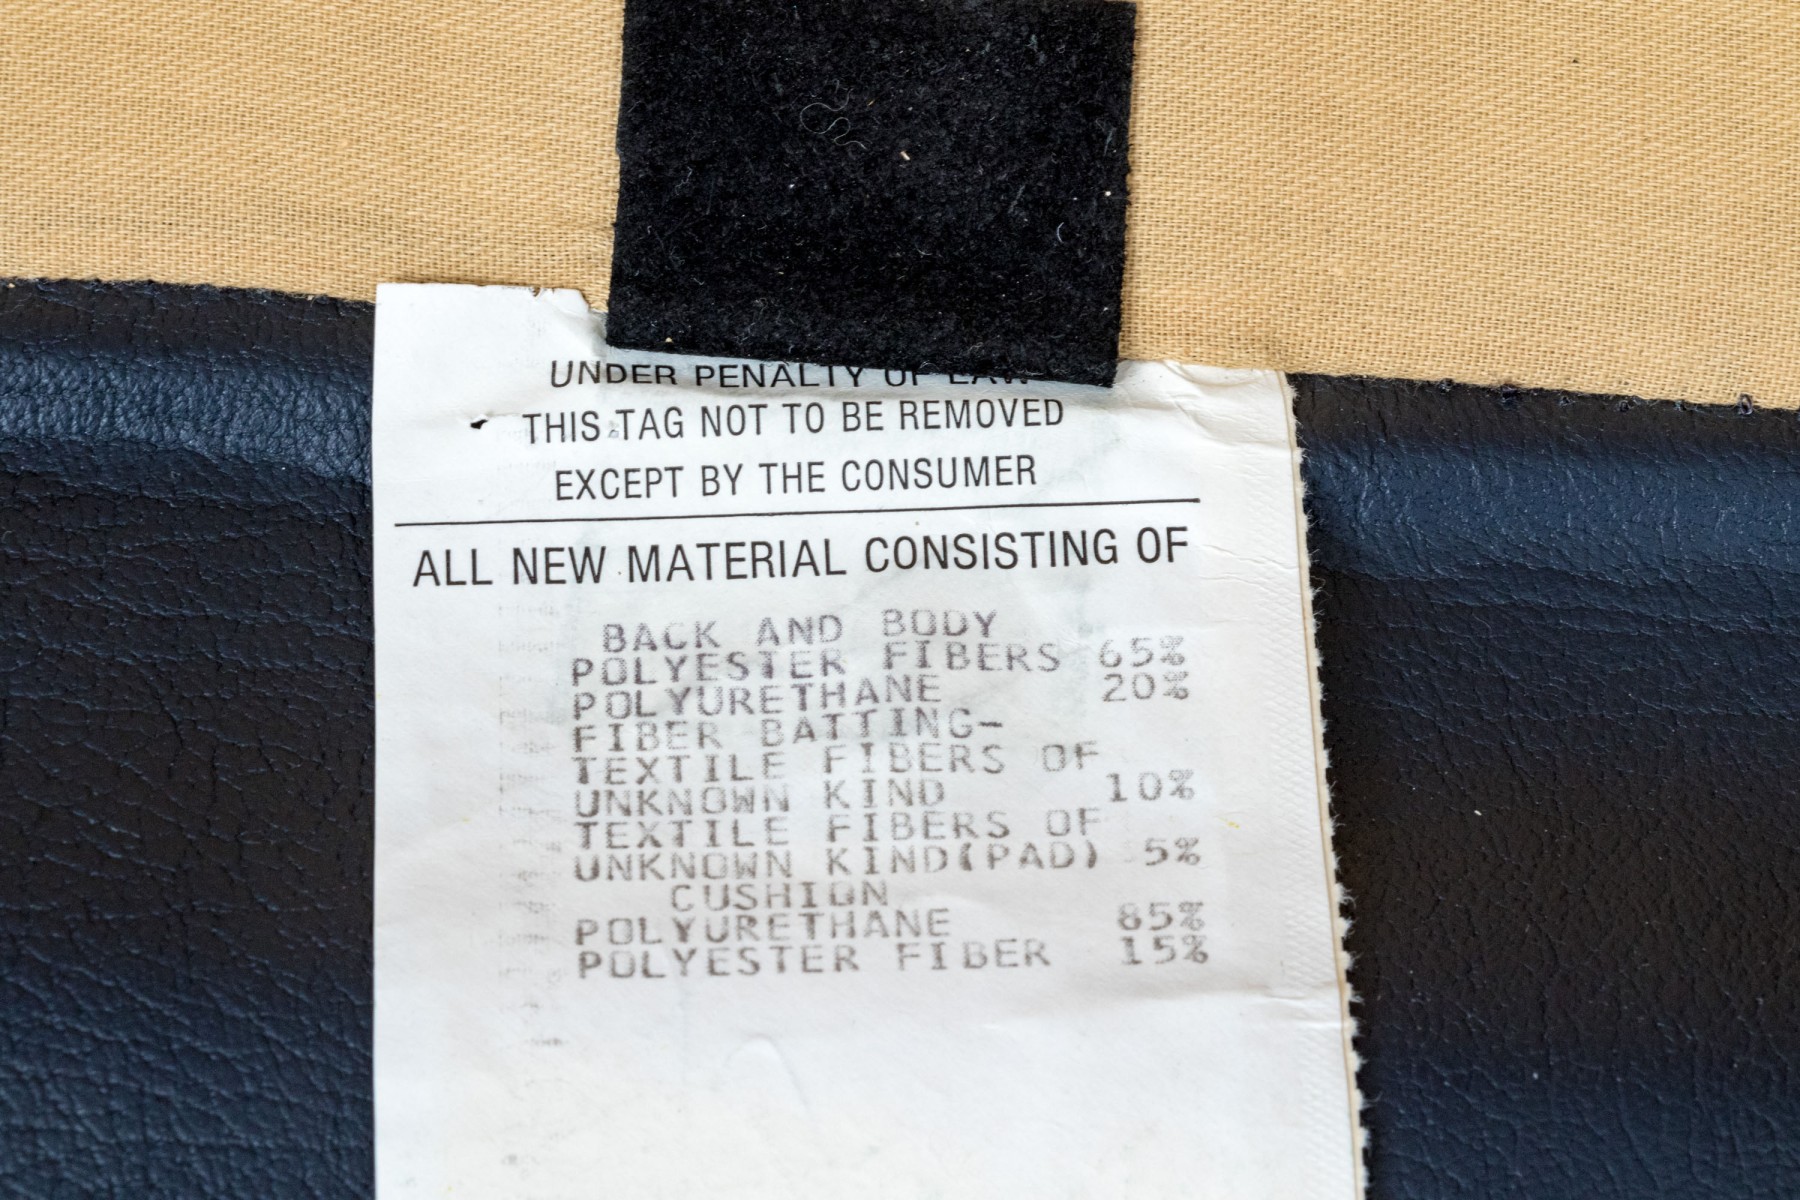 UNDER PENALTY OF LAW
THIS TAG NOT TO BE REMOVED
EXCEPT BY THE CONSUMER
ALL NEW MATERIAL CONSISTING OF
BACK AND BODY
POLYESTER FIBERS 65%
POLYURETHANE 20%
FIBER BATTING-
TEXTILE FIBERS OF
UNKNOWN KIND 10%
TEXTILE FIBERS OF
UNKNOWN KIND(PAD) 5%
CUSHION
POLYURETHANE 85%
POLYESTER FIBER 15%